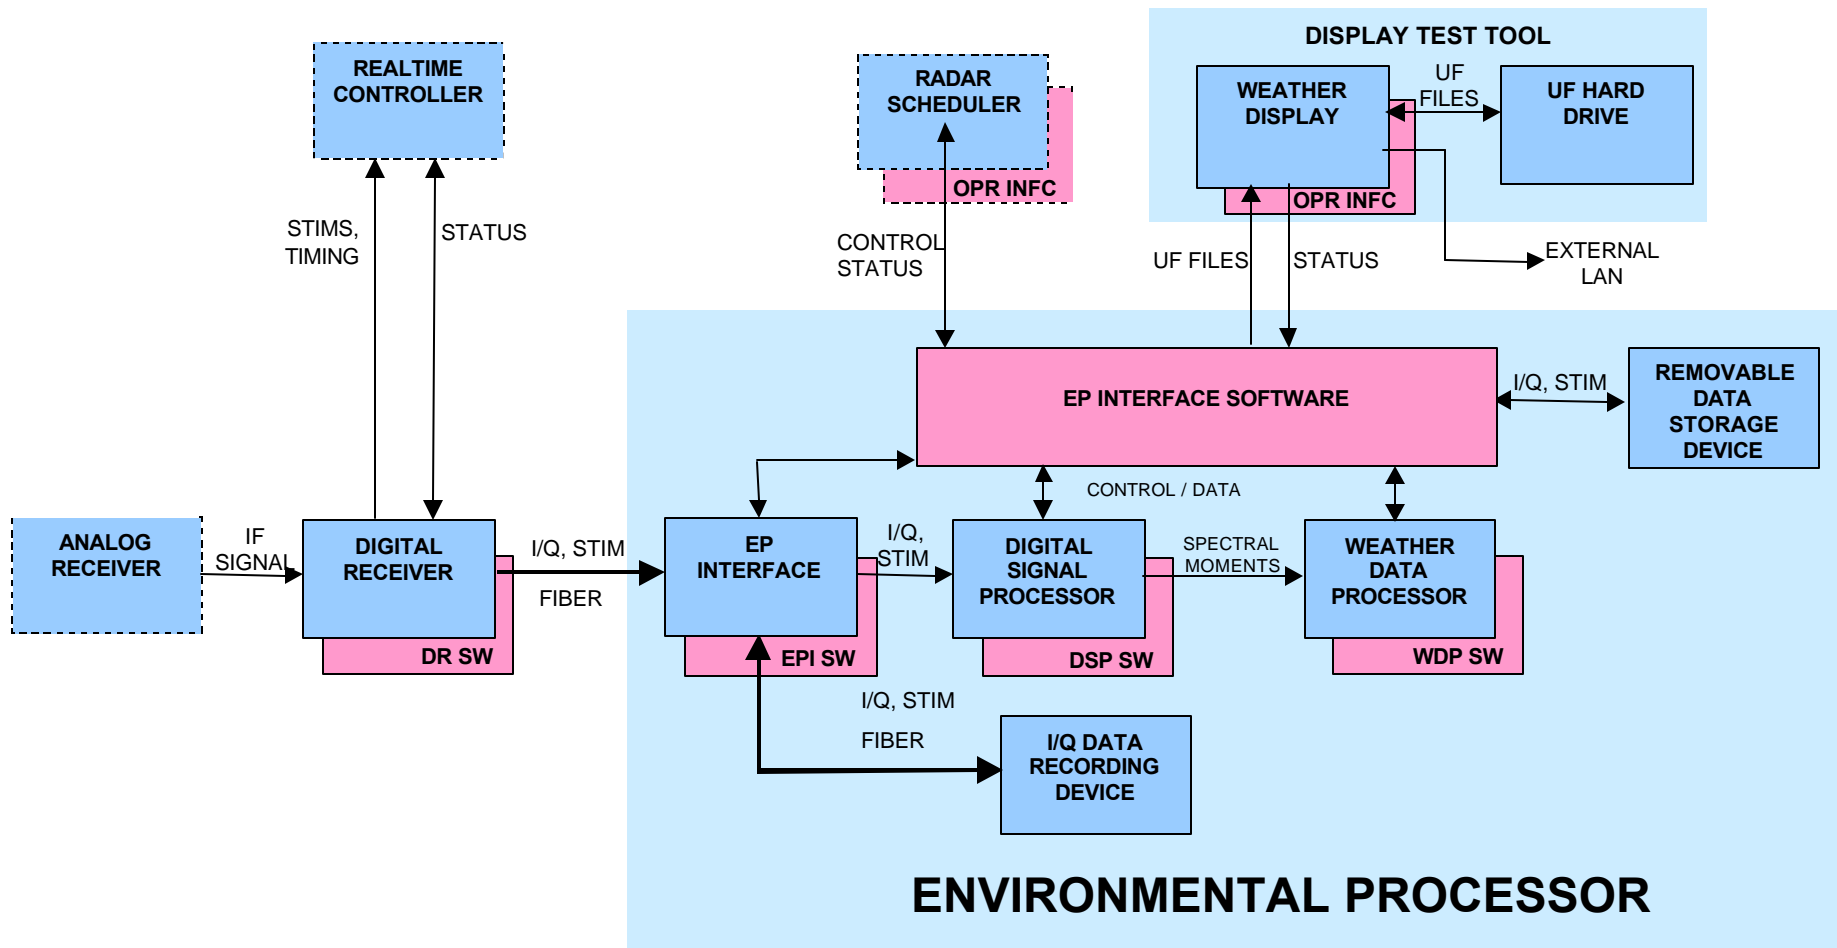 DISPLAY TEST TOOL
REALTIME
CONTROLLER
RADAR
SCHEDULER
OPR INFC
WEATHER
DISPLAY
OPR INFC
UF
FILES
UF HARD
DRIVE
STIMS,
TIMING
STATUS
CONTROL
STATUS
UF FILES
STATUS
EXTERNAL
LAN
EP INTERFACE SOFTWARE
I/Q, STIM
REMOVABLE
DATA
STORAGE
DEVICE
CONTROL / DATA
ANALOG
RECEIVER
IF
SIGNAL
DIGITAL
RECEIVER
DR SW
I/Q, STIM
FIBER
EP
INTERFACE
EPI SW
I/Q,
STIM
DIGITAL
SIGNAL
PROCESSOR
DSP SW
SPECTRAL
MOMENTS
WEATHER
DATA
PROCESSOR
WDP SW
I/Q, STIM
FIBER
I/Q DATA
RECORDING
DEVICE
ENVIRONMENTAL PROCESSOR